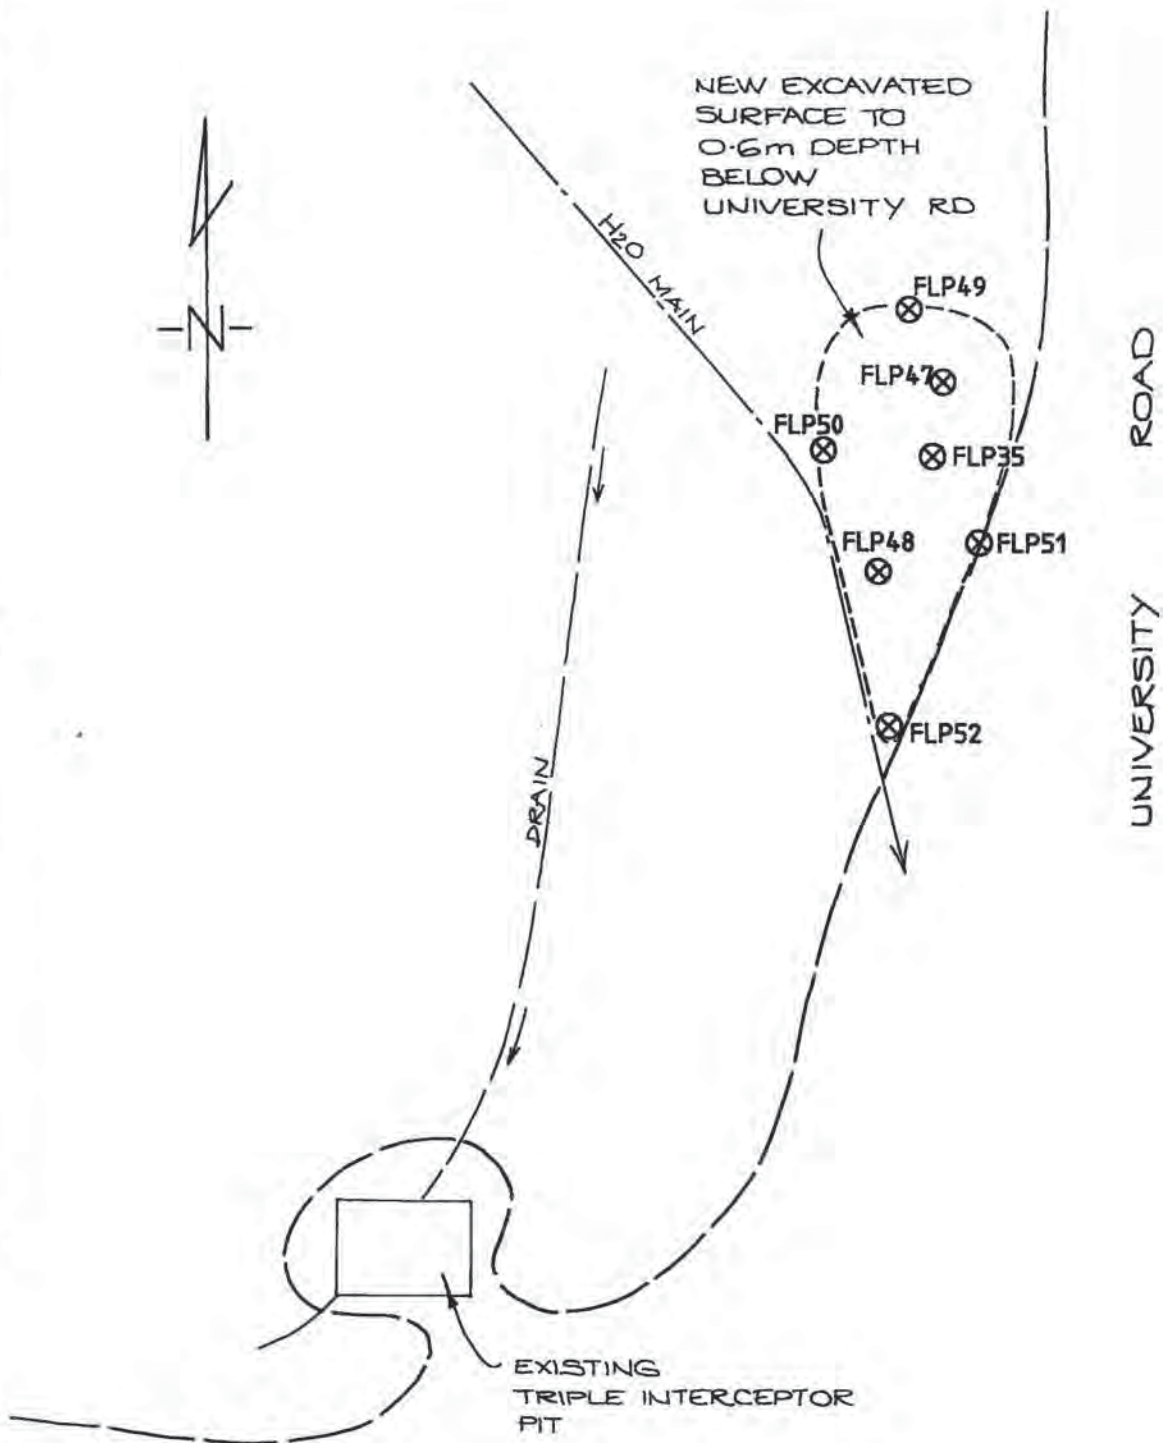 NEW EXCAVATED
SURFACE TO
0.6m DEPTH
BELOW
UNIVERSITY RD
N
H2O MAIN
FLP49
FLP47
FLP50
FLP35
FLP48
FLP51
FLP52
UNIVERSITY ROAD
DRAIN
EXISTING
TRIPLE INTERCEPTOR
PIT